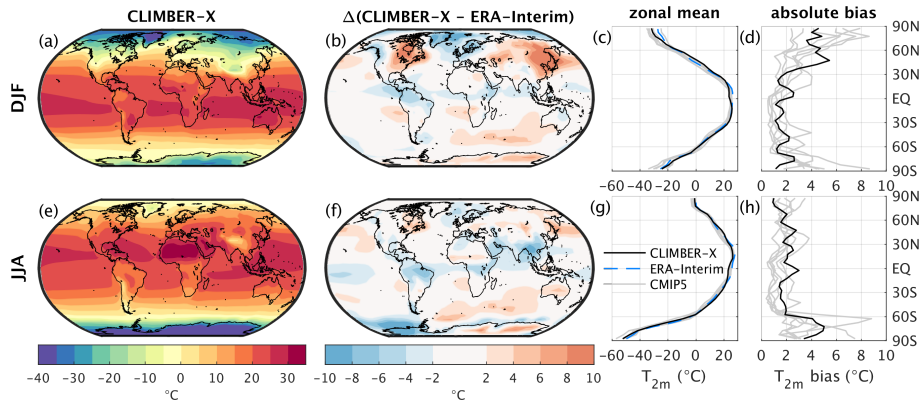 CLIMBER-X
Δ(CLIMBER-X − ERA-Interim)
zonal mean
absolute bias
DJF
(a)
(b)
(c)
(d)
90N
60N
30N
EQ
30S
60S
90S
−60 −40 −20 0 20
0 2 4 6 8 10
JJA
(e)
(f)
(g)
(h)
CLIMBER-X
ERA-Interim
CMIP5
90N
60N
30N
EQ
30S
60S
90S
−40 −30 −20 −10 0 10 20 30
°C
−10 −8 −6 −4 −2 2 4 6 8 10
°C
−60 −40 −20 0 20
T2m (°C)
0 2 4 6 8 10
T2m bias (°C)